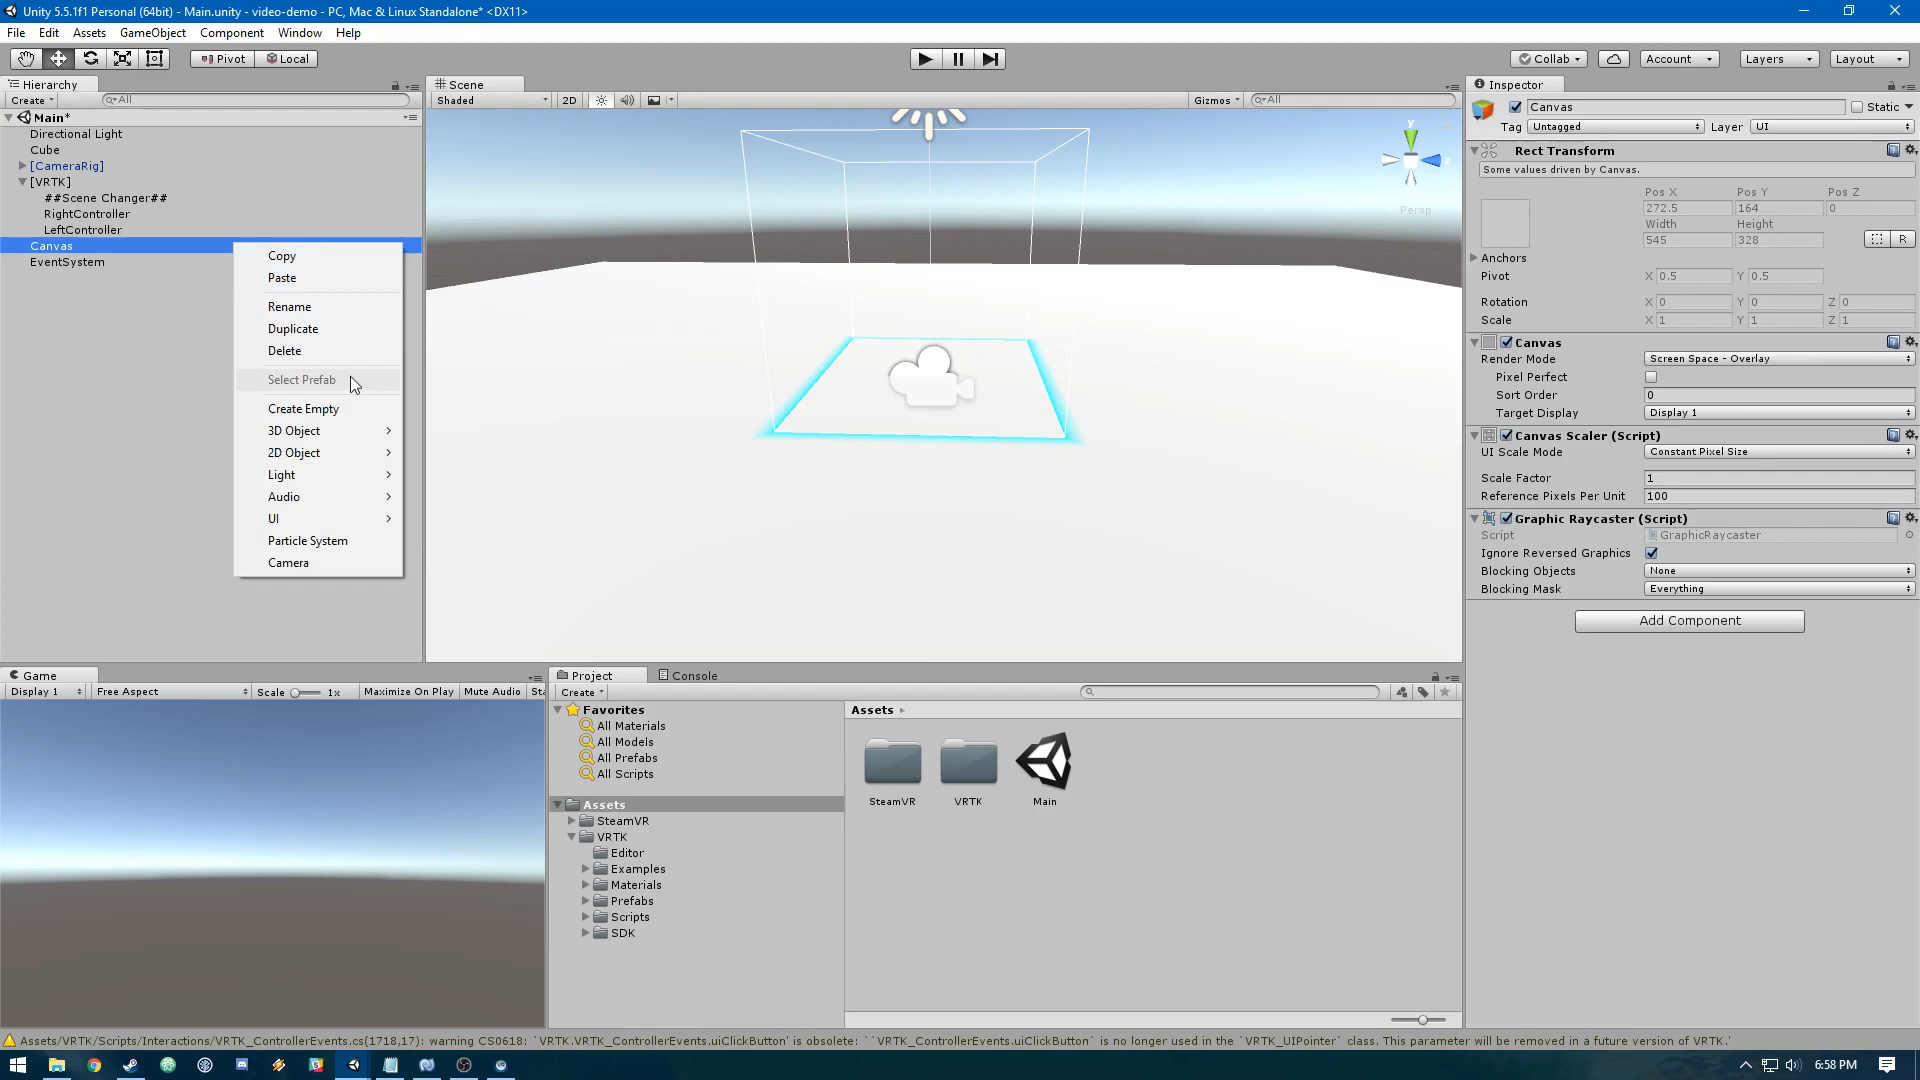 Unity 5.5.1f1 Personal (64bit) - Main.unity - video-demo - PC, Mac & Linux Standalone* <DX11>
File Edit Assets GameObject Component Window Help
Pivot Local Collab Account Layers Layout
Hierarchy
Create All
Main*
Directional Light
Cube
[CameraRig]
[VRTK]
##Scene Changer##
RightController
LeftController
Canvas
EventSystem
Copy
Paste
Rename
Duplicate
Delete
Select Prefab
Create Empty
3D Object
2D Object
Light
Audio
UI
Particle System
Camera
Scene
Shaded 2D Gizmos All
y
z
Persp
Inspector
Canvas Static
Tag Untagged Layer UI
Rect Transform
Some values driven by Canvas.
Pos X Pos Y Pos Z
272.5 164 0
Width Height
545 328 R
Anchors
Pivot X 0.5 Y 0.5
Rotation X 0 Y 0 Z 0
Scale X 1 Y 1 Z 1
Canvas
Render Mode Screen Space - Overlay
Pixel Perfect
Sort Order 0
Target Display Display 1
Canvas Scaler (Script)
UI Scale Mode Constant Pixel Size
Scale Factor 1
Reference Pixels Per Unit 100
Graphic Raycaster (Script)
Script GraphicRaycaster
Ignore Reversed Graphics
Blocking Objects None
Blocking Mask Everything
Add Component
Game
Display 1 Free Aspect Scale 1x Maximize On Play Mute Audio Sta
Project Console
Create
Favorites
All Materials
All Models
All Prefabs
All Scripts
Assets
SteamVR
VRTK
Editor
Examples
Materials
Prefabs
Scripts
SDK
Assets
SteamVR VRTK Main
Assets/VRTK/Scripts/Interactions/VRTK_ControllerEvents.cs(1718,17): warning CS0618: `VRTK.VRTK_ControllerEvents.uiClickButton' is obsolete: ``VRTK_ControllerEvents.uiClickButton` is no longer used in the `VRTK_UIPointer` class. This parameter will be removed in a future version of VRTK.'
6:58 PM